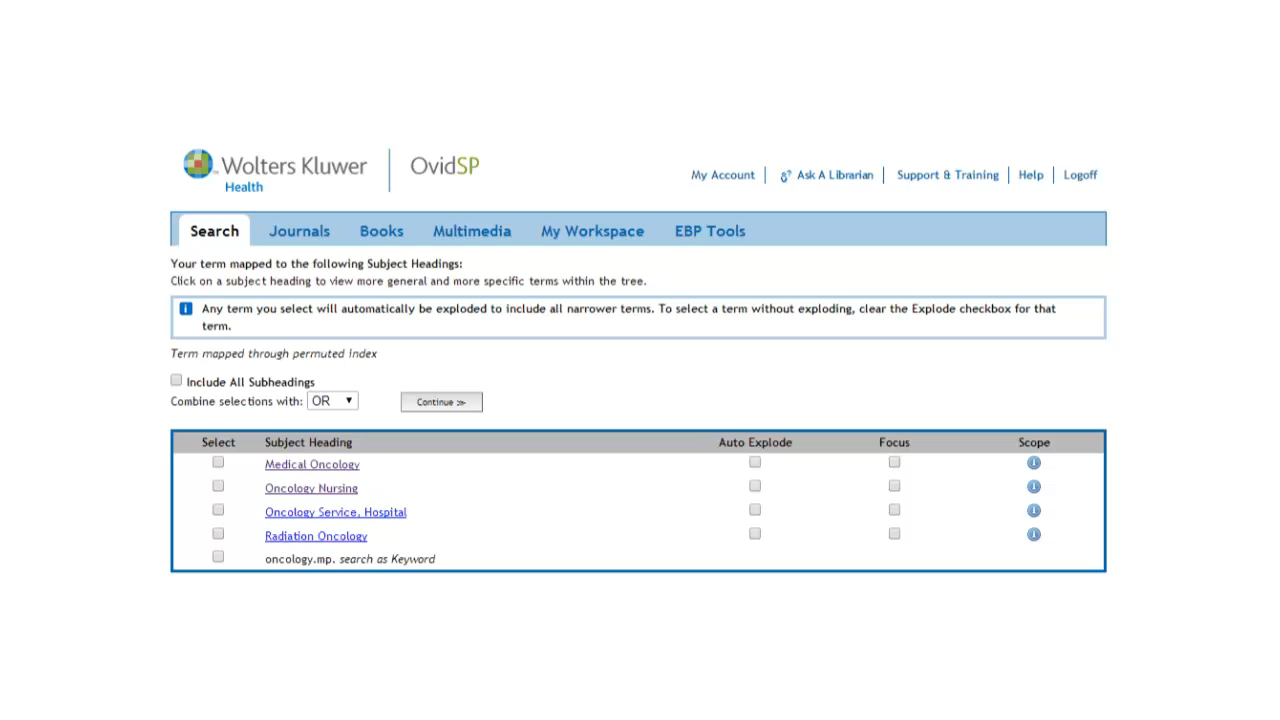 Wolters Kluwer
Health
OvidSP
My Account
Ask A Librarian
Support & Training
Help
Logoff
Search
Journals
Books
Multimedia
My Workspace
EBP Tools
Your term mapped to the following Subject Headings:
Click on a subject heading to view more general and more specific terms within the tree.
Any term you select will automatically be exploded to include all narrower terms. To select a term without exploding, clear the Explode checkbox for that
term.
Term mapped through permuted index
Include All Subheadings
Combine selections with: OR
Continue >>
Select Subject Heading Auto Explode Focus Scope
Medical Oncology
Oncology Nursing
Oncology Service, Hospital
Radiation Oncology
oncology.mp. search as Keyword